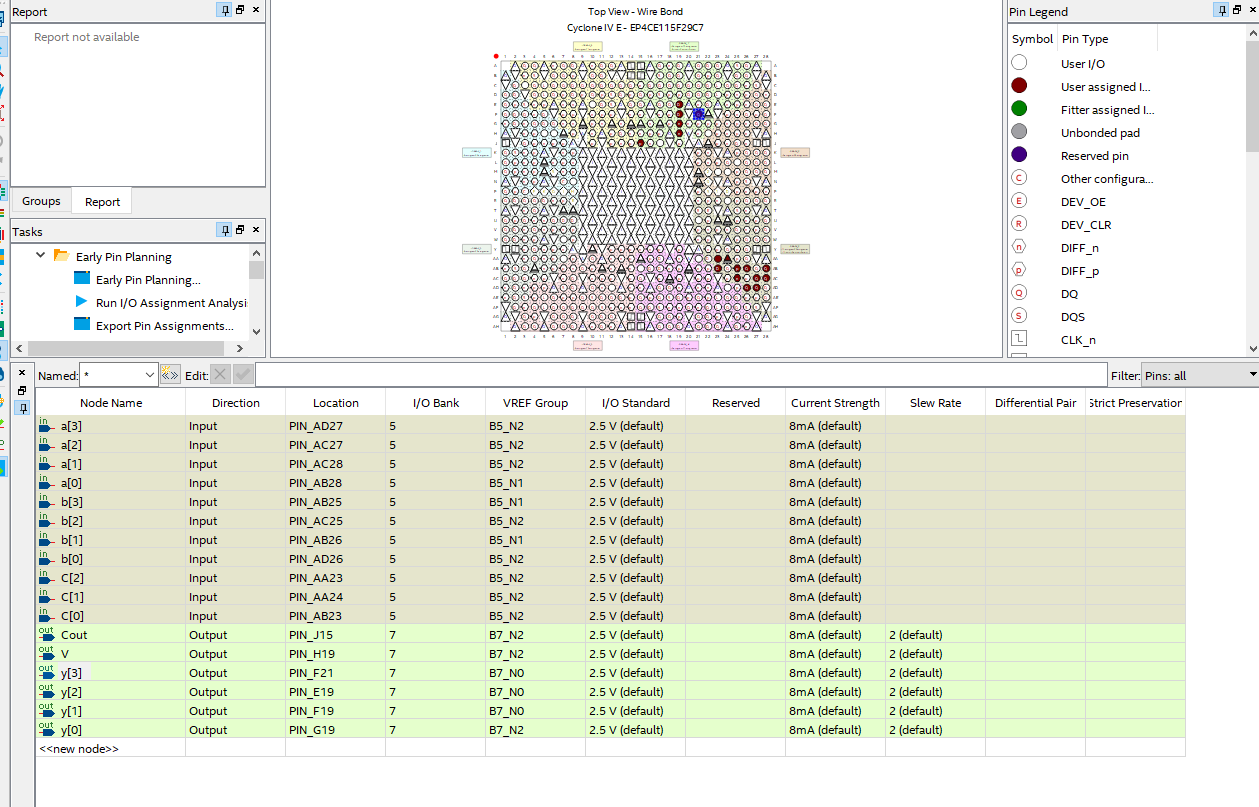 Report
Report not available
Groups
Report
Tasks
Early Pin Planning
Early Pin Planning...
Run I/O Assignment Analysi
Export Pin Assignments...
Top View - Wire Bond
Cyclone IV E - EP4CE115F29C7
Pin Legend
Symbol Pin Type
User I/O
User assigned I...
Fitter assigned I...
Unbonded pad
Reserved pin
C Other configura...
E DEV_OE
R DEV_CLR
n DIFF_n
p DIFF_p
Q DQ
S DQS
CLK_n
Named: * Edit: Filter: Pins: all
Node Name Direction Location I/O Bank VREF Group I/O Standard Reserved Current Strength Slew Rate Differential Pair Strict Preservation
in a[3] Input PIN_AD27 5 B5_N2 2.5 V (default) 8mA (default)
in a[2] Input PIN_AC27 5 B5_N2 2.5 V (default) 8mA (default)
in a[1] Input PIN_AC28 5 B5_N2 2.5 V (default) 8mA (default)
in a[0] Input PIN_AB28 5 B5_N1 2.5 V (default) 8mA (default)
in b[3] Input PIN_AB25 5 B5_N1 2.5 V (default) 8mA (default)
in b[2] Input PIN_AC25 5 B5_N2 2.5 V (default) 8mA (default)
in b[1] Input PIN_AB26 5 B5_N1 2.5 V (default) 8mA (default)
in b[0] Input PIN_AD26 5 B5_N2 2.5 V (default) 8mA (default)
in C[2] Input PIN_AA23 5 B5_N2 2.5 V (default) 8mA (default)
in C[1] Input PIN_AA24 5 B5_N2 2.5 V (default) 8mA (default)
in C[0] Input PIN_AB23 5 B5_N2 2.5 V (default) 8mA (default)
out Cout Output PIN_J15 7 B7_N2 2.5 V (default) 8mA (default) 2 (default)
out V Output PIN_H19 7 B7_N2 2.5 V (default) 8mA (default) 2 (default)
out y[3] Output PIN_F21 7 B7_N0 2.5 V (default) 8mA (default) 2 (default)
out y[2] Output PIN_E19 7 B7_N0 2.5 V (default) 8mA (default) 2 (default)
out y[1] Output PIN_F19 7 B7_N0 2.5 V (default) 8mA (default) 2 (default)
out y[0] Output PIN_G19 7 B7_N2 2.5 V (default) 8mA (default) 2 (default)
<<new node>>